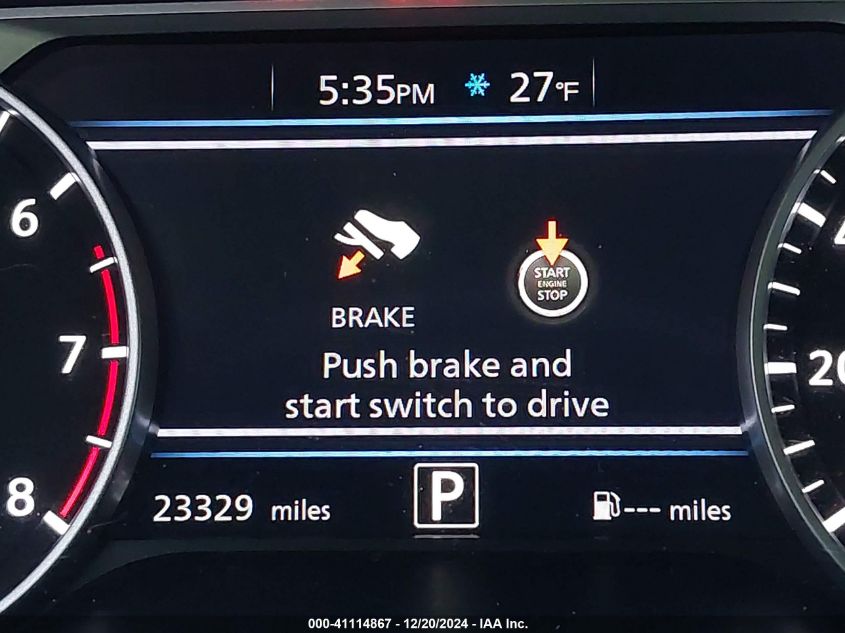 5:35PM 27°F
6
7
8
START
ENGINE
STOP
BRAKE
Push brake and
start switch to drive
20
23329 miles
P
--- miles
000-41114867 - 12/20/2024 - IAA Inc.